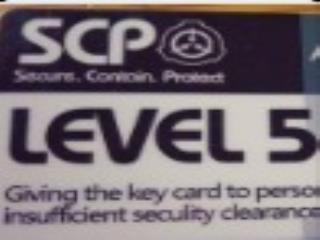 SCP
Secure. Contain. Protect
LEVEL 5
Giving the key card to
insufficient seculity clearance